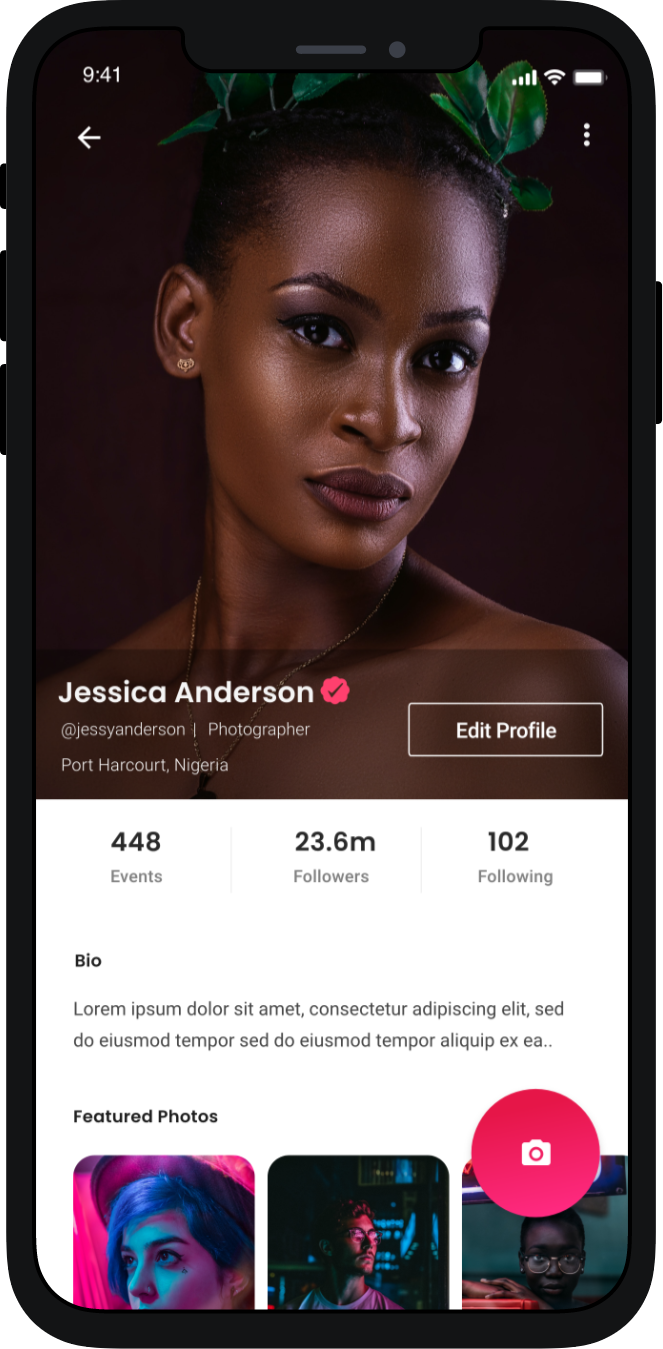 9:41
Jessica Anderson
@jessyanderson | Photographer
Port Harcourt, Nigeria
Edit Profile
448 23.6m 102
Events Followers Following
Bio
Lorem ipsum dolor sit amet, consectetur adipiscing elit, sed
do eiusmod tempor sed do eiusmod tempor aliquip ex ea..
Featured Photos